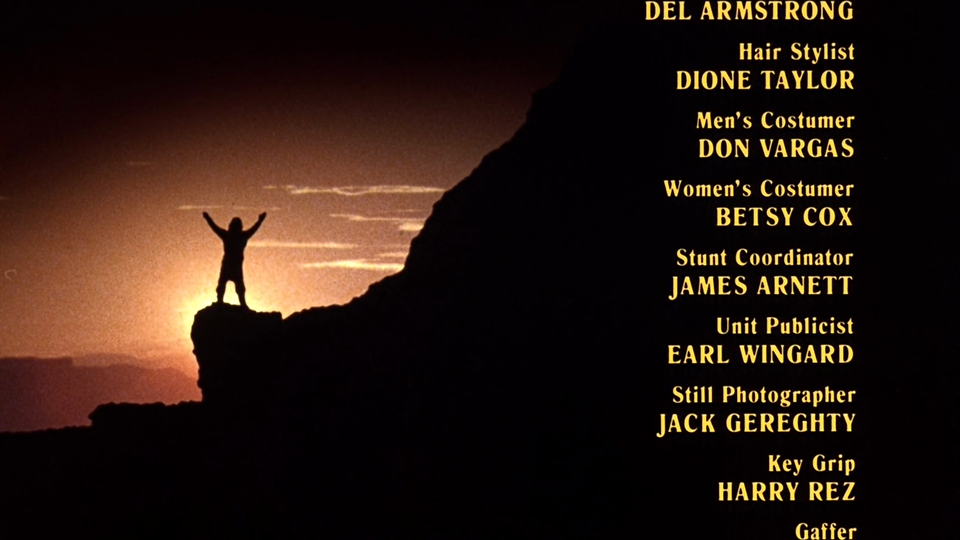 DEL ARMSTRONG
Hair Stylist
DIONE TAYLOR
Men's Costumer
DON VARGAS
Women's Costumer
BETSY COX
Stunt Coordinator
JAMES ARNETT
Unit Publicist
EARL WINGARD
Still Photographer
JACK GEREGHTY
Key Grip
HARRY REZ
Gaffer